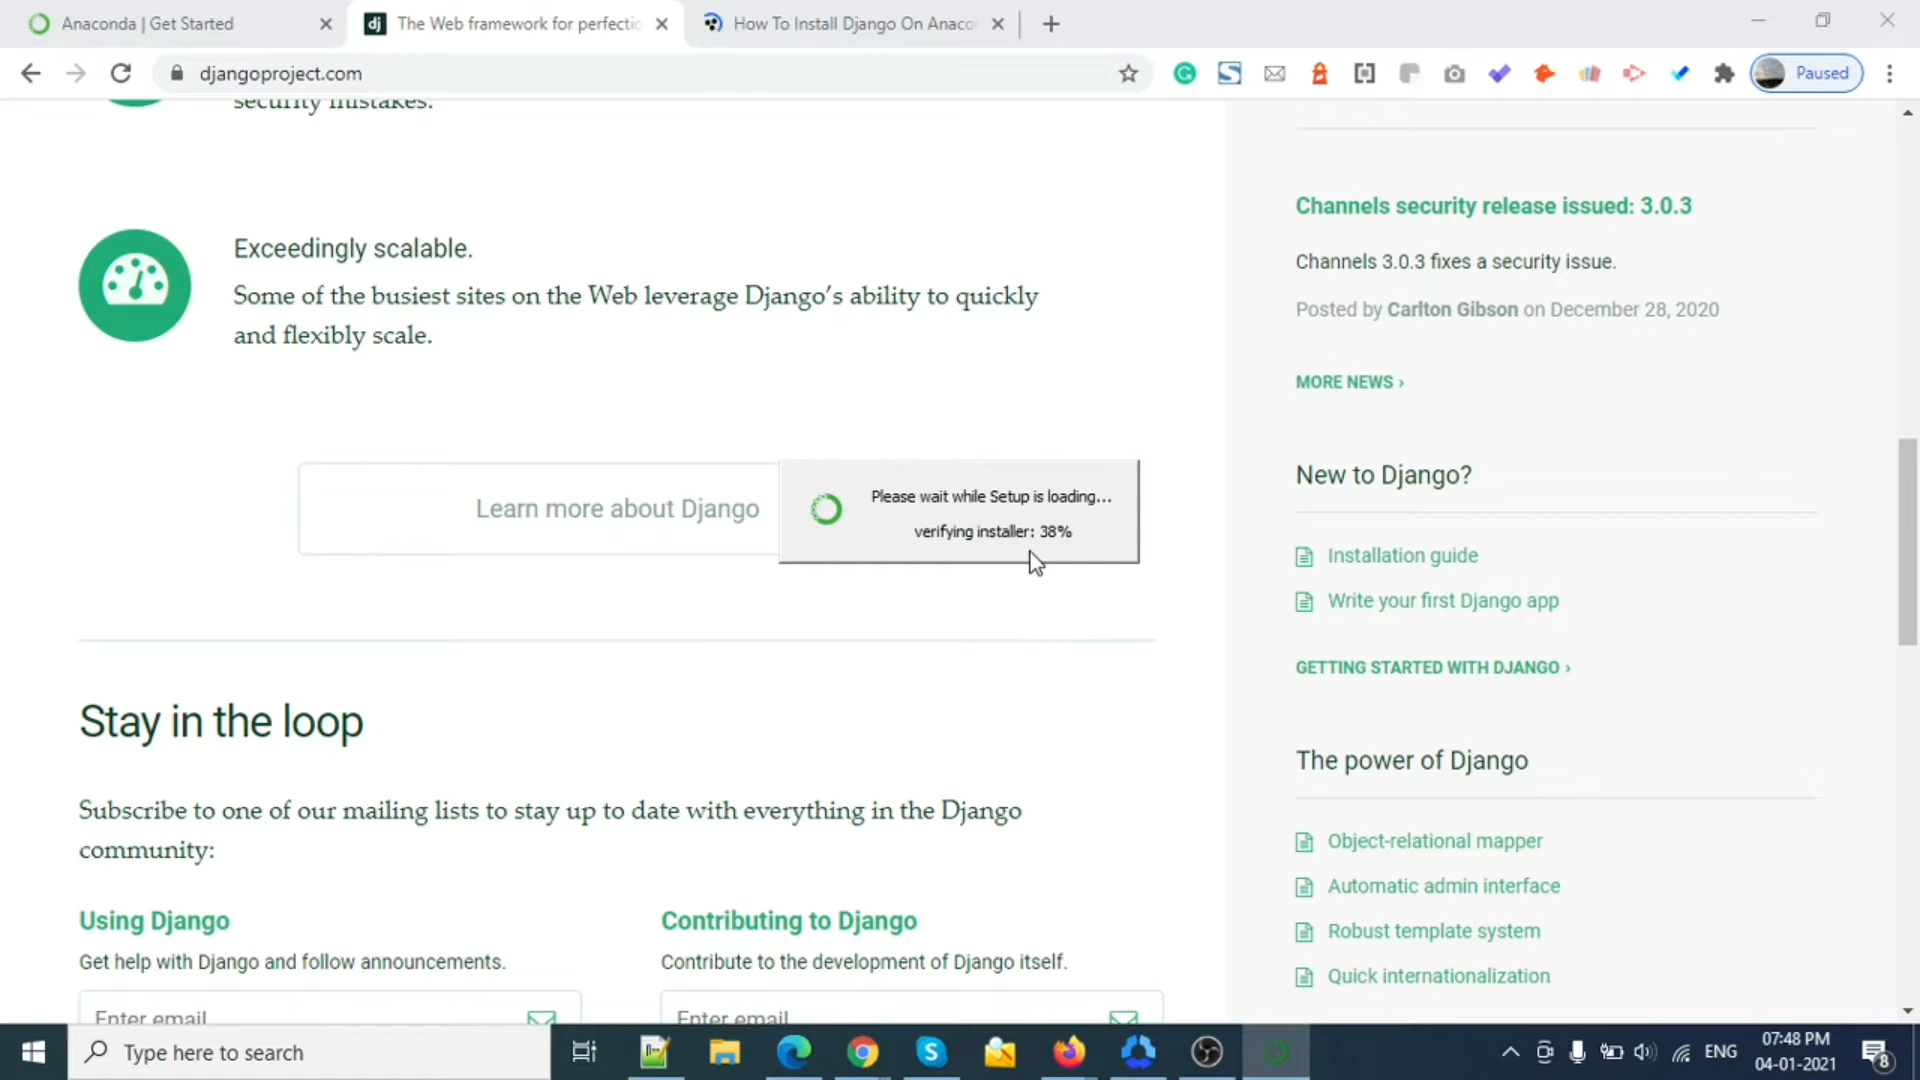 Anaconda | Get Started
The Web framework for perfectio
How To Install Django On Anacon
djangoproject.com
Paused
security mistakes.
Exceedingly scalable.
Some of the busiest sites on the Web leverage Django’s ability to quickly
and flexibly scale.
Learn more about Django
Please wait while Setup is loading...
verifying installer: 38%
Stay in the loop
Subscribe to one of our mailing lists to stay up to date with everything in the Django
community:
Using Django
Get help with Django and follow announcements.
Enter email
Contributing to Django
Contribute to the development of Django itself.
Enter email
Channels security release issued: 3.0.3
Channels 3.0.3 fixes a security issue.
Posted by Carlton Gibson on December 28, 2020
MORE NEWS ›
New to Django?
Installation guide
Write your first Django app
GETTING STARTED WITH DJANGO ›
The power of Django
Object-relational mapper
Automatic admin interface
Robust template system
Quick internationalization
Type here to search
ENG
07:48 PM
04-01-2021
8